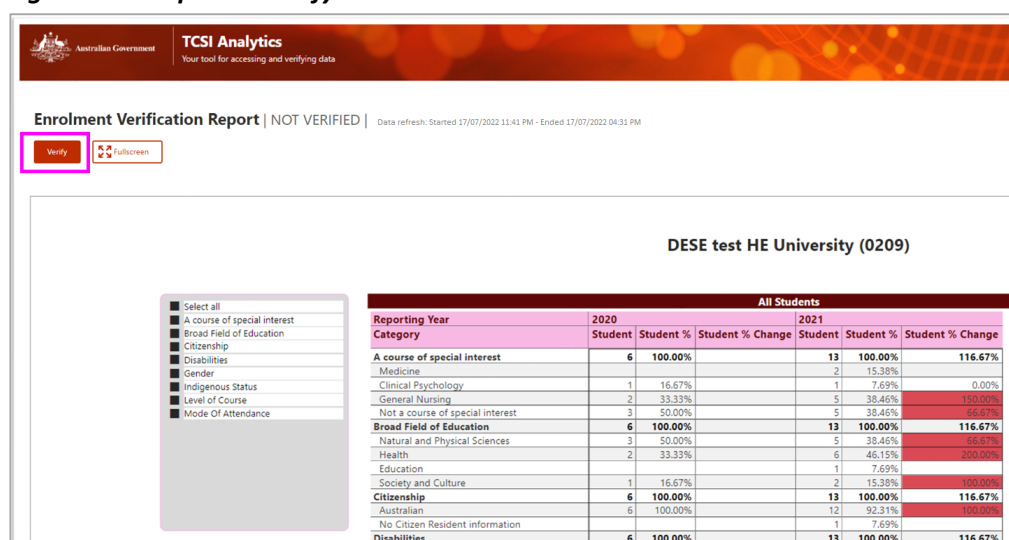 Australian Government
TCSI Analytics
Your tool for accessing and verifying data
Enrolment Verification Report | NOT VERIFIED | Data refresh: Started 17/07/2022 11:41 PM - Ended 17/07/2022 04:31 PM
Verify Fullscreen
DESE test HE University (0209)
Select all
A course of special interest
Broad Field of Education
Citizenship
Disabilities
Gender
Indigenous Status
Level of Course
Mode Of Attendance
All Students
Reporting Year 2020 2021
Category Student Student % Student % Change Student Student % Student % Change
A course of special interest 6 100.00% 13 100.00% 116.67%
Medicine 2 15.38%
Clinical Psychology 1 16.67% 1 7.69% 0.00%
General Nursing 2 33.33% 5 38.46% 150.00%
Not a course of special interest 3 50.00% 5 38.46% 66.67%
Broad Field of Education 6 100.00% 13 100.00% 116.67%
Natural and Physical Sciences 3 50.00% 5 38.46% 66.67%
Health 2 33.33% 6 46.15% 200.00%
Education 1 7.69%
Society and Culture 1 16.67% 2 15.38% 100.00%
Citizenship 6 100.00% 13 100.00% 116.67%
Australian 6 100.00% 12 92.31% 100.00%
No Citizen Resident information 1 7.69%
Disabilities 6 100.00% 13 100.00% 116.67%